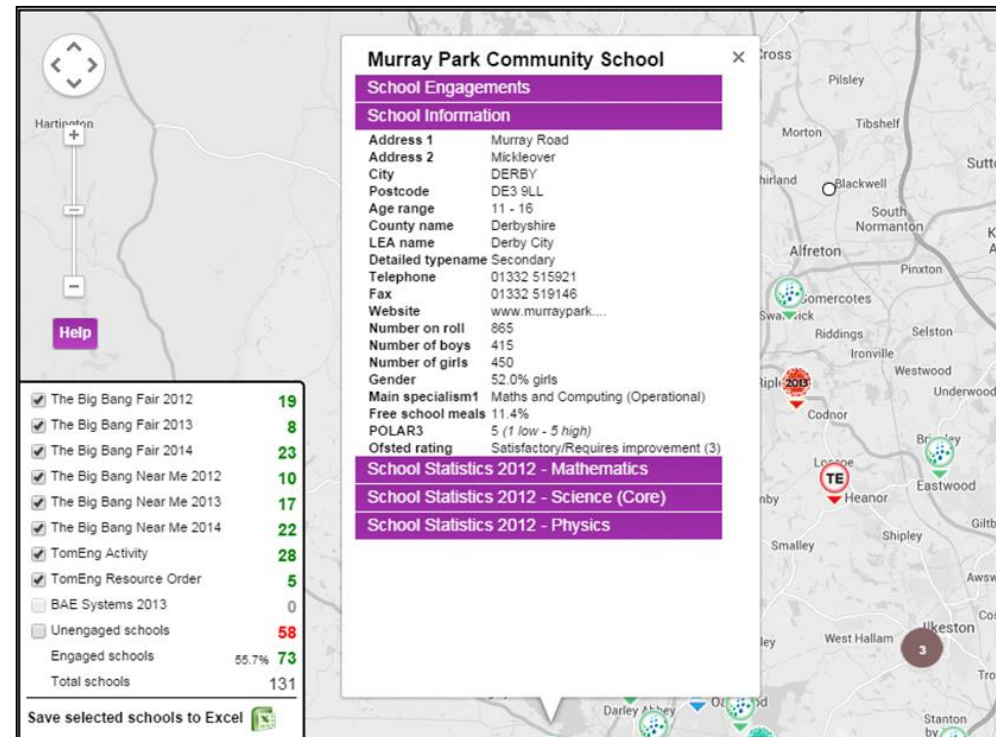 Murray Park Community School
×
School Engagements
School Information
Address 1 Murray Road
Address 2 Mickleover
City DERBY
Postcode DE3 9LL
Age range 11 - 16
County name Derbyshire
LEA name Derby City
Detailed typename Secondary
Telephone 01332 515921
Fax 01332 519146
Website www.murraypark....
Number on roll 865
Number of boys 415
Number of girls 450
Gender 52.0% girls
Main specialism1 Maths and Computing (Operational)
Free school meals 11.4%
POLAR3 5 (1 low - 5 high)
Ofsted rating Satisfactory/Requires improvement (3)
School Statistics 2012 - Mathematics
School Statistics 2012 - Science (Core)
School Statistics 2012 - Physics
Hartington
+
−
Help
The Big Bang Fair 2012 19
The Big Bang Fair 2013 8
The Big Bang Fair 2014 23
The Big Bang Near Me 2012 10
The Big Bang Near Me 2013 17
The Big Bang Near Me 2014 22
TomEng Activity 28
TomEng Resource Order 5
BAE Systems 2013 0
Unengaged schools 58
Engaged schools 55.7% 73
Total schools 131
Save selected schools to Excel
Pilsley
Tibshelf
Morton
Blackwell
South
Normanton
Alfreton
Pinxton
Somercotes
Riddings
Selston
Ironville
Westwood
Underwood
2013
Codnor
TE
Heanor
Eastwood
Shipley
Smalley
Ilkeston
West Hallam
3
Darley Abbey
Stanton
by